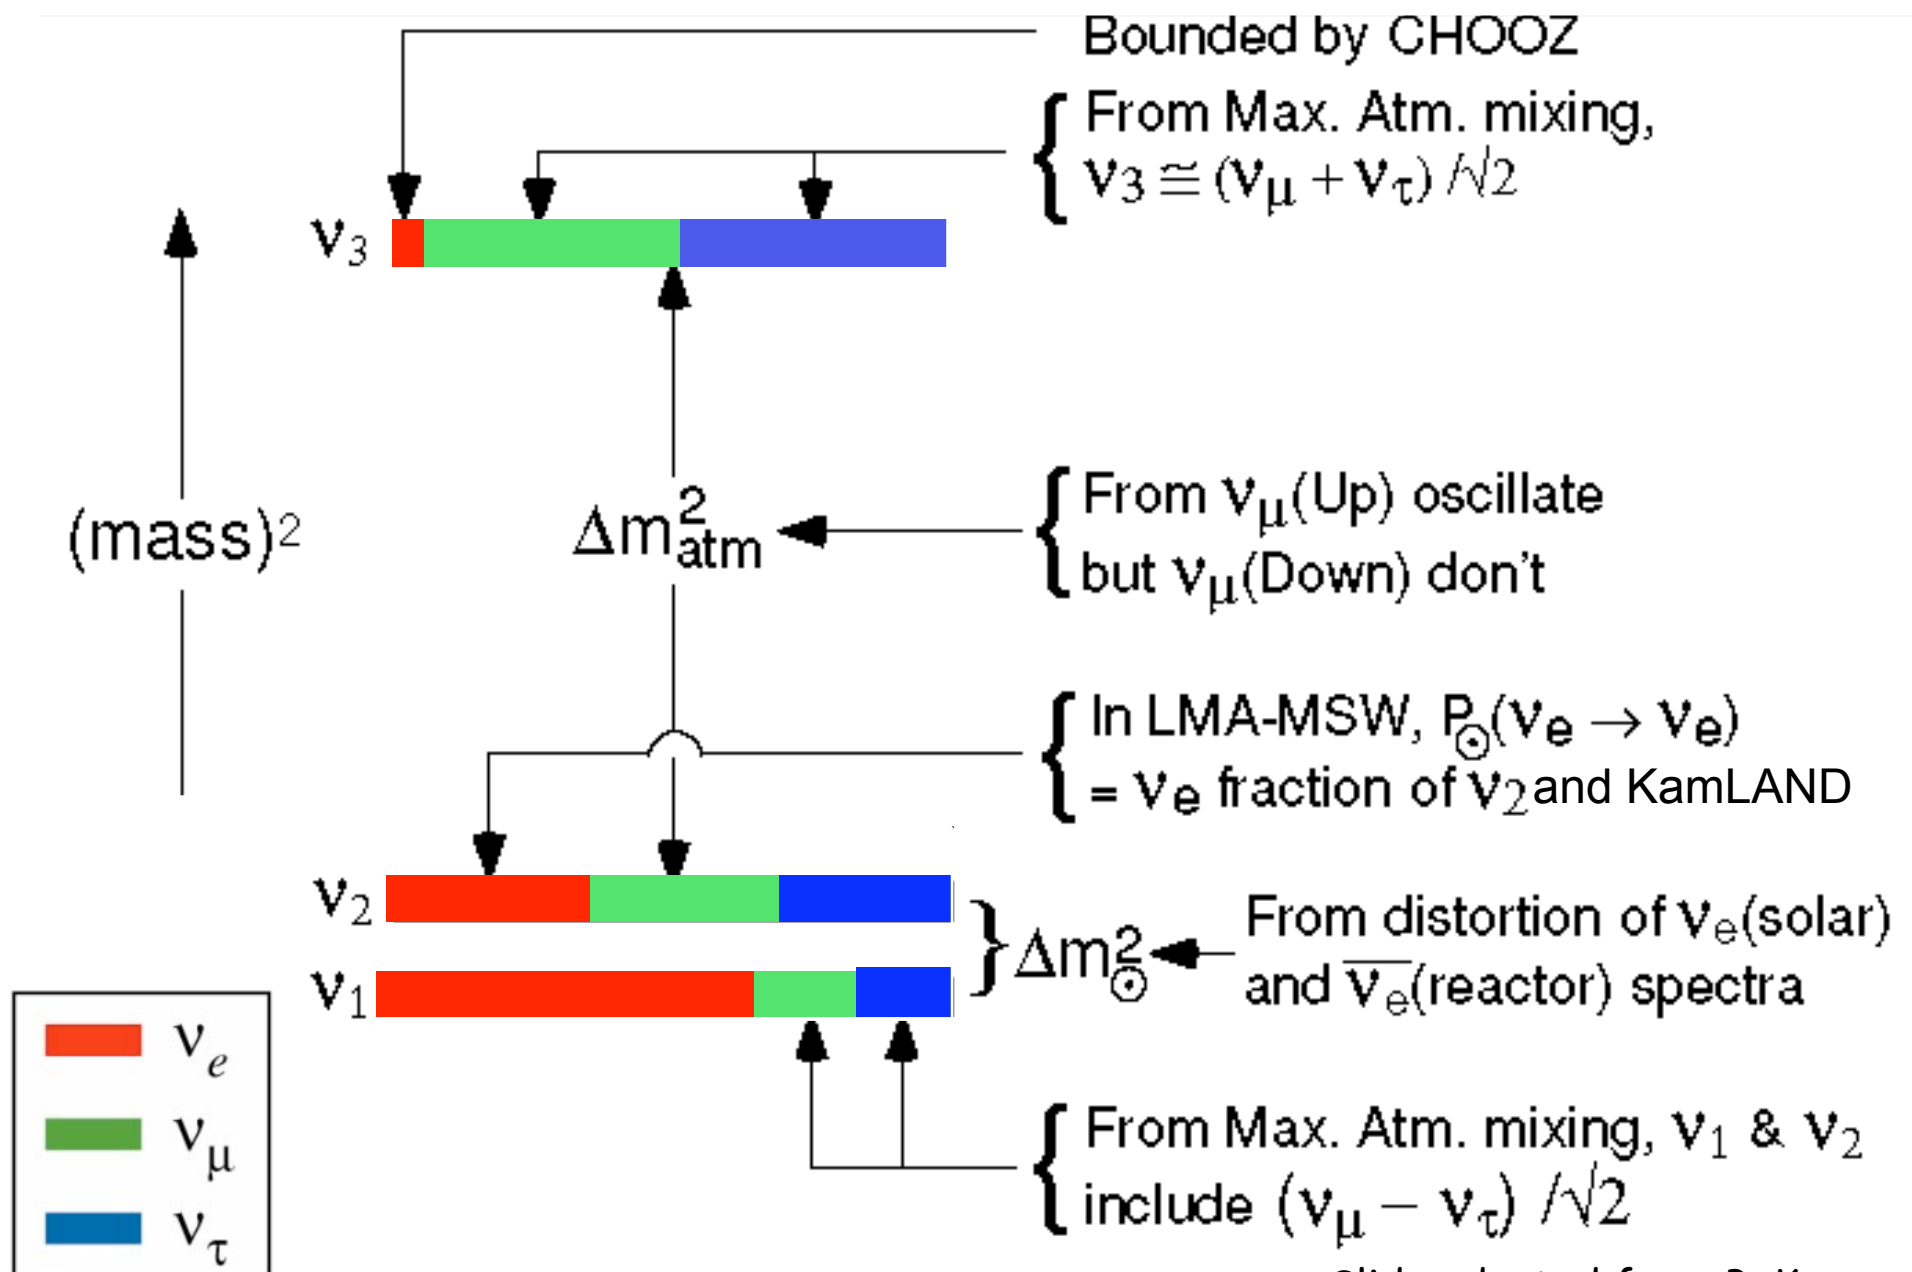 Bounded by CHOOZ
From Max. Atm. mixing,
ν3 ≅ (νμ + ντ) /√2
ν3
(mass)2
Δm2atm
From νμ(Up) oscillate
but νμ(Down) don't
In LMA-MSW, P⊙(νe → νe)
= νe fraction of ν2 and KamLAND
ν2
ν1
Δm2⊙
From distortion of νe(solar)
and ν̅e(reactor) spectra
νe
νμ
ντ
From Max. Atm. mixing, ν1 & ν2
include (νμ − ντ) /√2